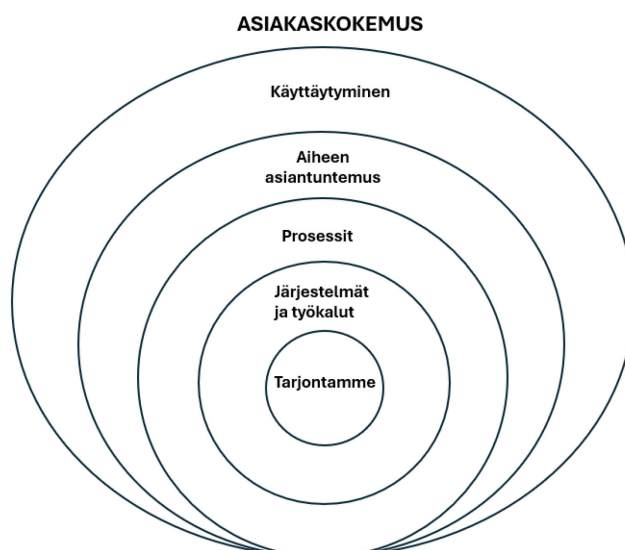 ASIAKASKOKEMUS
Käyttäytyminen
Aiheen
asiantuntemus
Prosessit
Järjestelmät
ja työkalut
Tarjontamme